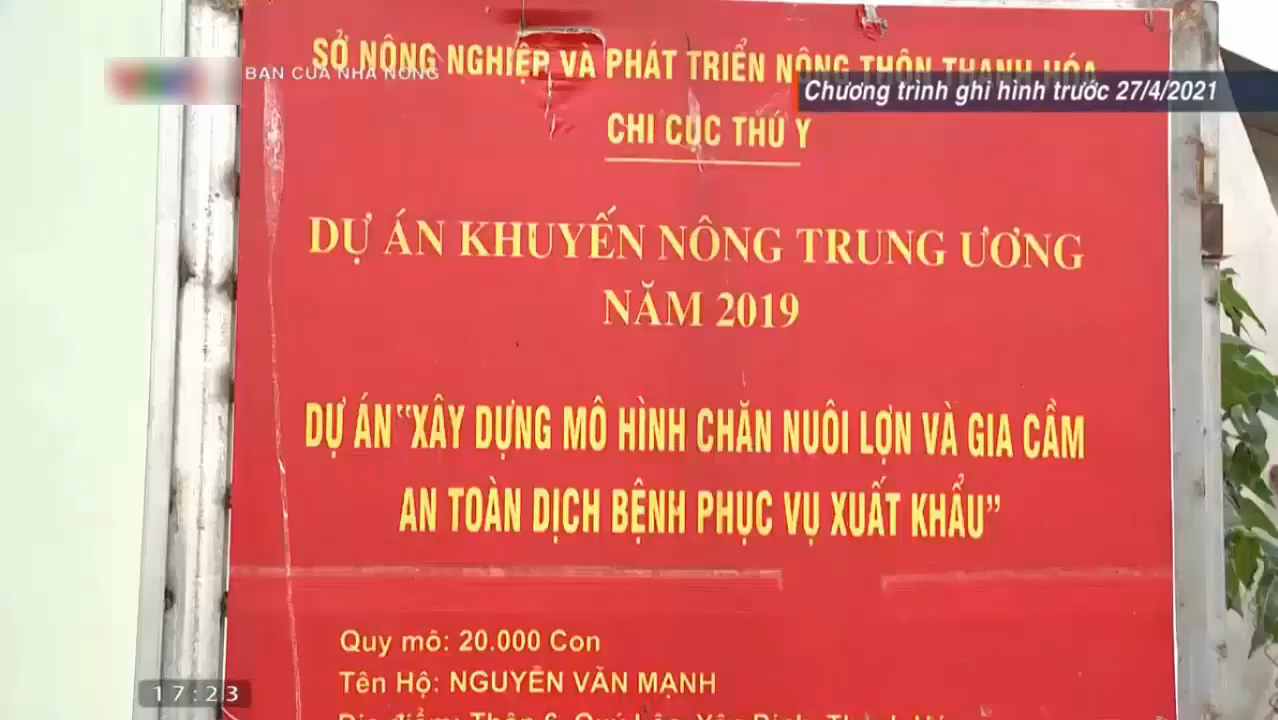 SỞ NÔNG NGHIỆP VÀ PHÁT TRIỂN NÔNG THÔN THANH HÓA
BẠN CỦA NHÀ NÔNG
Chương trình ghi hình trước 27/4/2021
CHI CỤC THÚ Y
DỰ ÁN KHUYẾN NÔNG TRUNG ƯƠNG
NĂM 2019
DỰ ÁN "XÂY DỰNG MÔ HÌNH CHĂN NUÔI LỢN VÀ GIA CẦM
AN TOÀN DỊCH BỆNH PHỤC VỤ XUẤT KHẨU"
Quy mô: 20.000 Con
Tên Hộ: NGUYỄN VĂN MẠNH
17:23